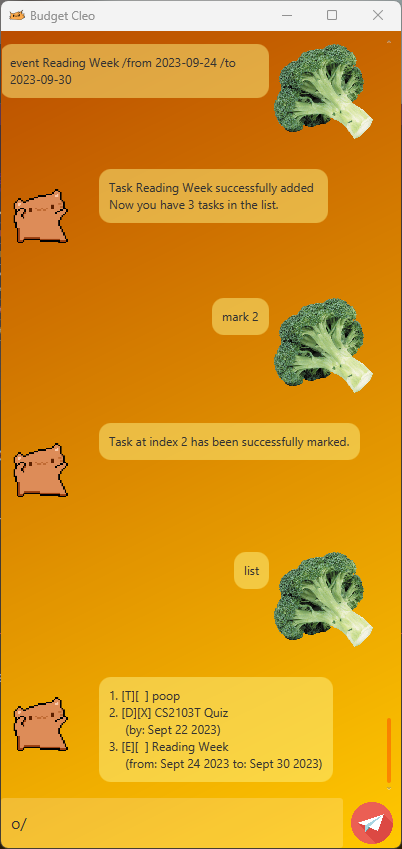 Budget Cleo
event Reading Week /from 2023-09-24 /to
2023-09-30
Task Reading Week successfully added
Now you have 3 tasks in the list.
mark 2
Task at index 2 has been successfully marked.
list
1. [T][  ] poop
2. [D][X] CS2103T Quiz
(by: Sept 22 2023)
3. [E][  ] Reading Week
(from: Sept 24 2023 to: Sept 30 2023)
o/